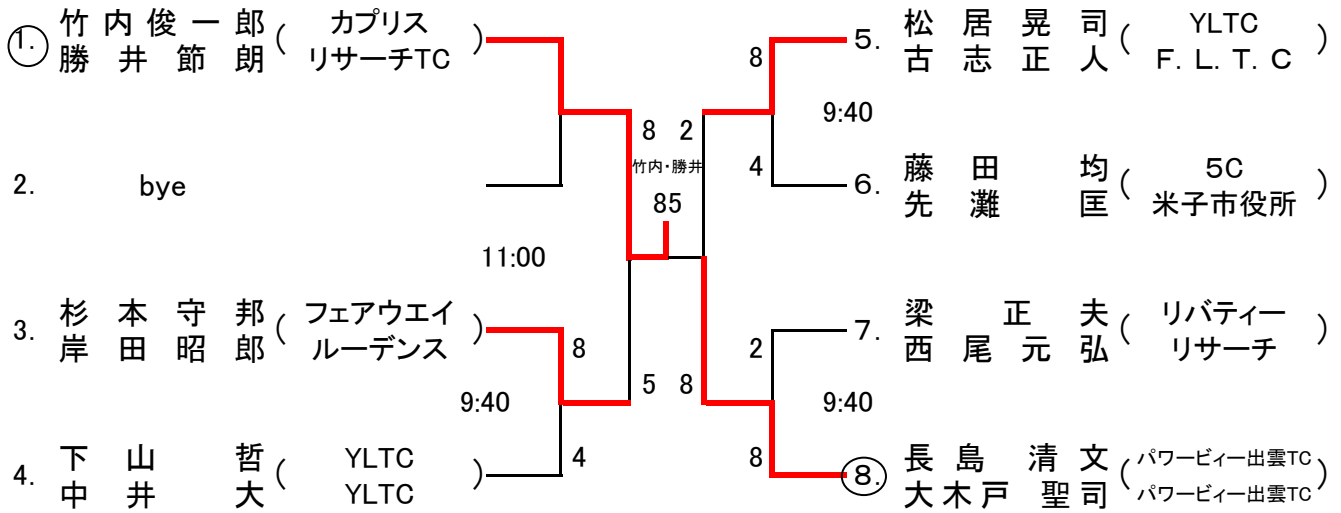 1. 竹内俊一郎 ( カプリス )
勝井節朗 リサーチTC
2. bye
11:00
3. 杉本守邦 ( フェアウエイ )
岸田昭郎 ルーデンス
8
9:40
4. 下山哲 ( YLTC )
中井大 YLTC
4
8 2
竹内・勝井
85
5 8
8
5. 松居晃司 ( YLTC )
古志正人 F. L. T. C
9:40
4
6. 藤田均 ( 5C )
先灘匡 米子市役所
2
7. 梁正夫 ( リバティー )
西尾元弘 リサーチ
9:40
8
8. 長島清文 ( パワービィー出雲TC )
大木戸聖司 パワービィー出雲TC